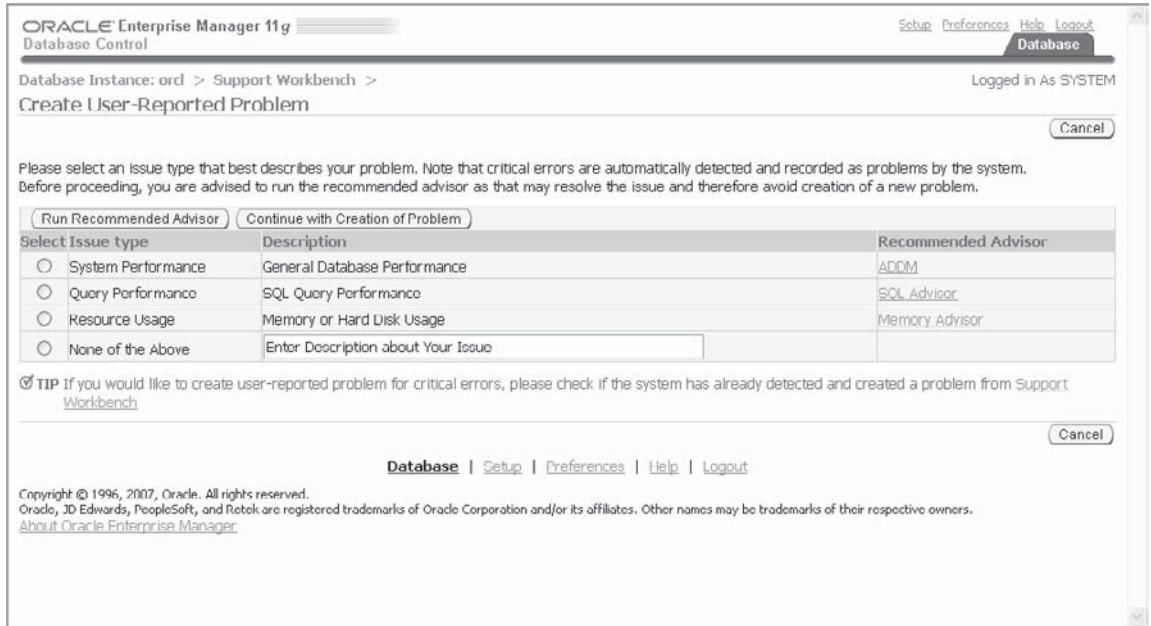 ORACLE Enterprise Manager 11g
Database Control
Setup Preferences Help Logout
Database
Database Instance: orcl > Support Workbench >
Logged in As SYSTEM
Create User-Reported Problem
Cancel
Please select an issue type that best describes your problem. Note that critical errors are automatically detected and recorded as problems by the system.
Before proceeding, you are advised to run the recommended advisor as that may resolve the issue and therefore avoid creation of a new problem.
Run Recommended Advisor Continue with Creation of Problem
Select Issue type Description Recommended Advisor
System Performance General Database Performance ADDM
Query Performance SQL Query Performance SQL Advisor
Resource Usage Memory or Hard Disk Usage Memory Advisor
None of the Above Enter Description about Your Issue
TIP If you would like to create user-reported problem for critical errors, please check if the system has already detected and created a problem from Support
Workbench
Cancel
Database | Setup | Preferences | Help | Logout
Copyright © 1996, 2007, Oracle. All rights reserved.
Oracle, JD Edwards, PeopleSoft, and Retek are registered trademarks of Oracle Corporation and/or its affiliates. Other names may be trademarks of their respective owners.
About Oracle Enterprise Manager